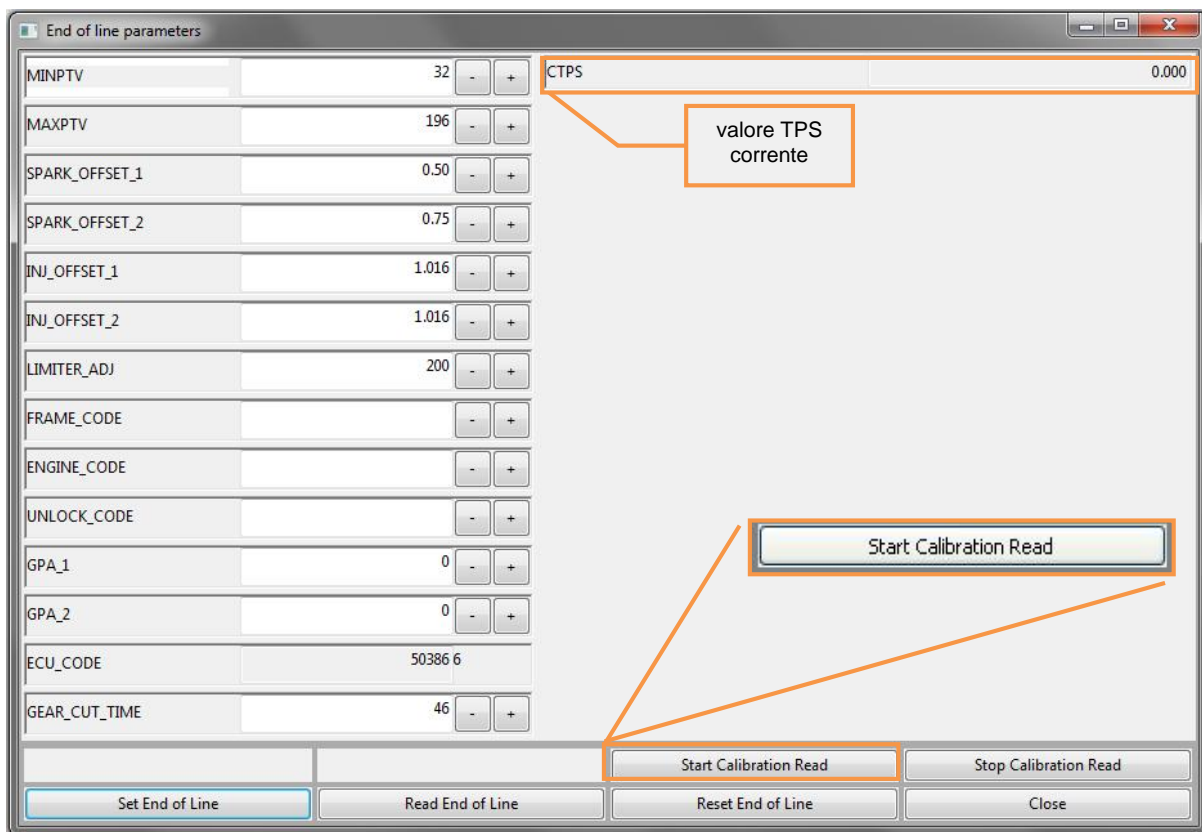 End of line parameters
MINPTV 32 - +
CTPS 0.000
MAXPTV 196 - +
valore TPS
corrente
SPARK_OFFSET_1 0.50 - +
SPARK_OFFSET_2 0.75 - +
INJ_OFFSET_1 1.016 - +
INJ_OFFSET_2 1.016 - +
LIMITER_ADJ 200 - +
FRAME_CODE - +
ENGINE_CODE - +
UNLOCK_CODE - +
Start Calibration Read
GPA_1 0 - +
GPA_2 0 - +
ECU_CODE 50386 6
GEAR_CUT_TIME 46 - +
Start Calibration Read Stop Calibration Read
Set End of Line Read End of Line Reset End of Line Close